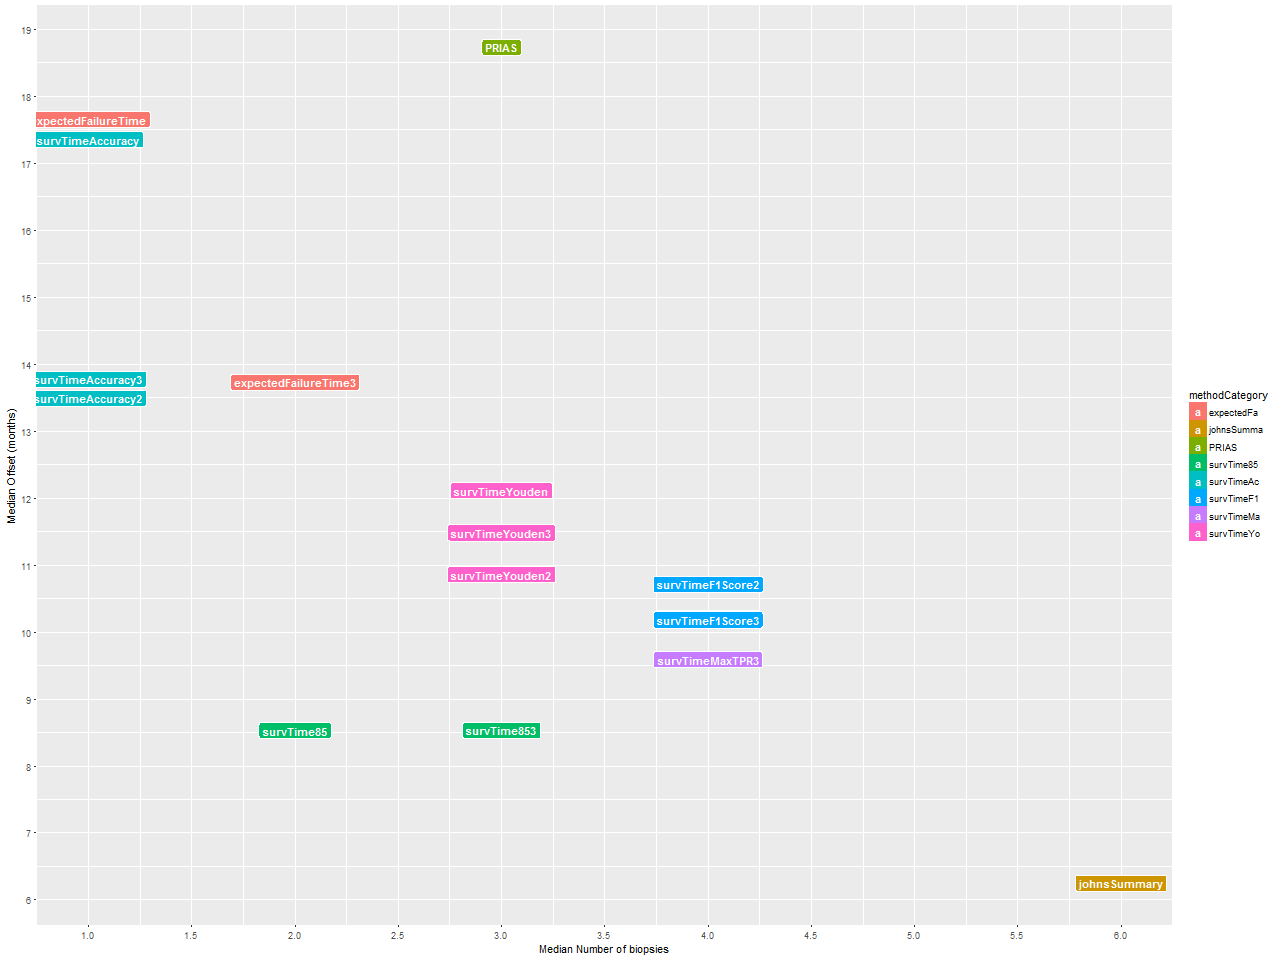 19
18
17
16
15
14
13
12
11
10
9
8
7
6
Median Offset (months)
PRIAS
xpectedFailureTime
survTimeAccuracy
survTimeAccuracy3
expectedFailureTime3
survTimeAccuracy2
survTimeYouden
survTimeYouden3
survTimeYouden2
survTimeF1Score2
survTimeF1Score3
survTimeMaxTPR3
survTime85
survTime853
johnsSummary
1.0 1.5 2.0 2.5 3.0 3.5 4.0 4.5 5.0 5.5 6.0
Median Number of biopsies
methodCategory
a expectedFa
a johnsSumma
a PRIAS
a survTime85
a survTimeAc
a survTimeF1
a survTimeMa
a survTimeYo